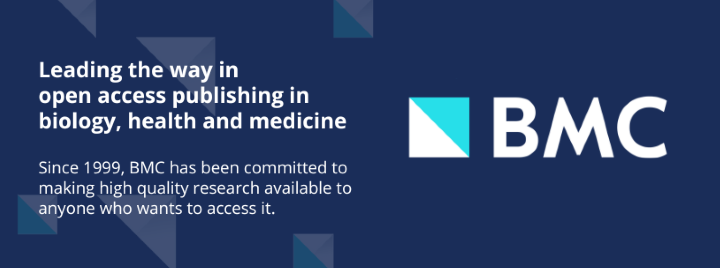 Leading the way in
open access publishing in
biology, health and medicine
Since 1999, BMC has been committed to
making high quality research available to
anyone who wants to access it.
BMC